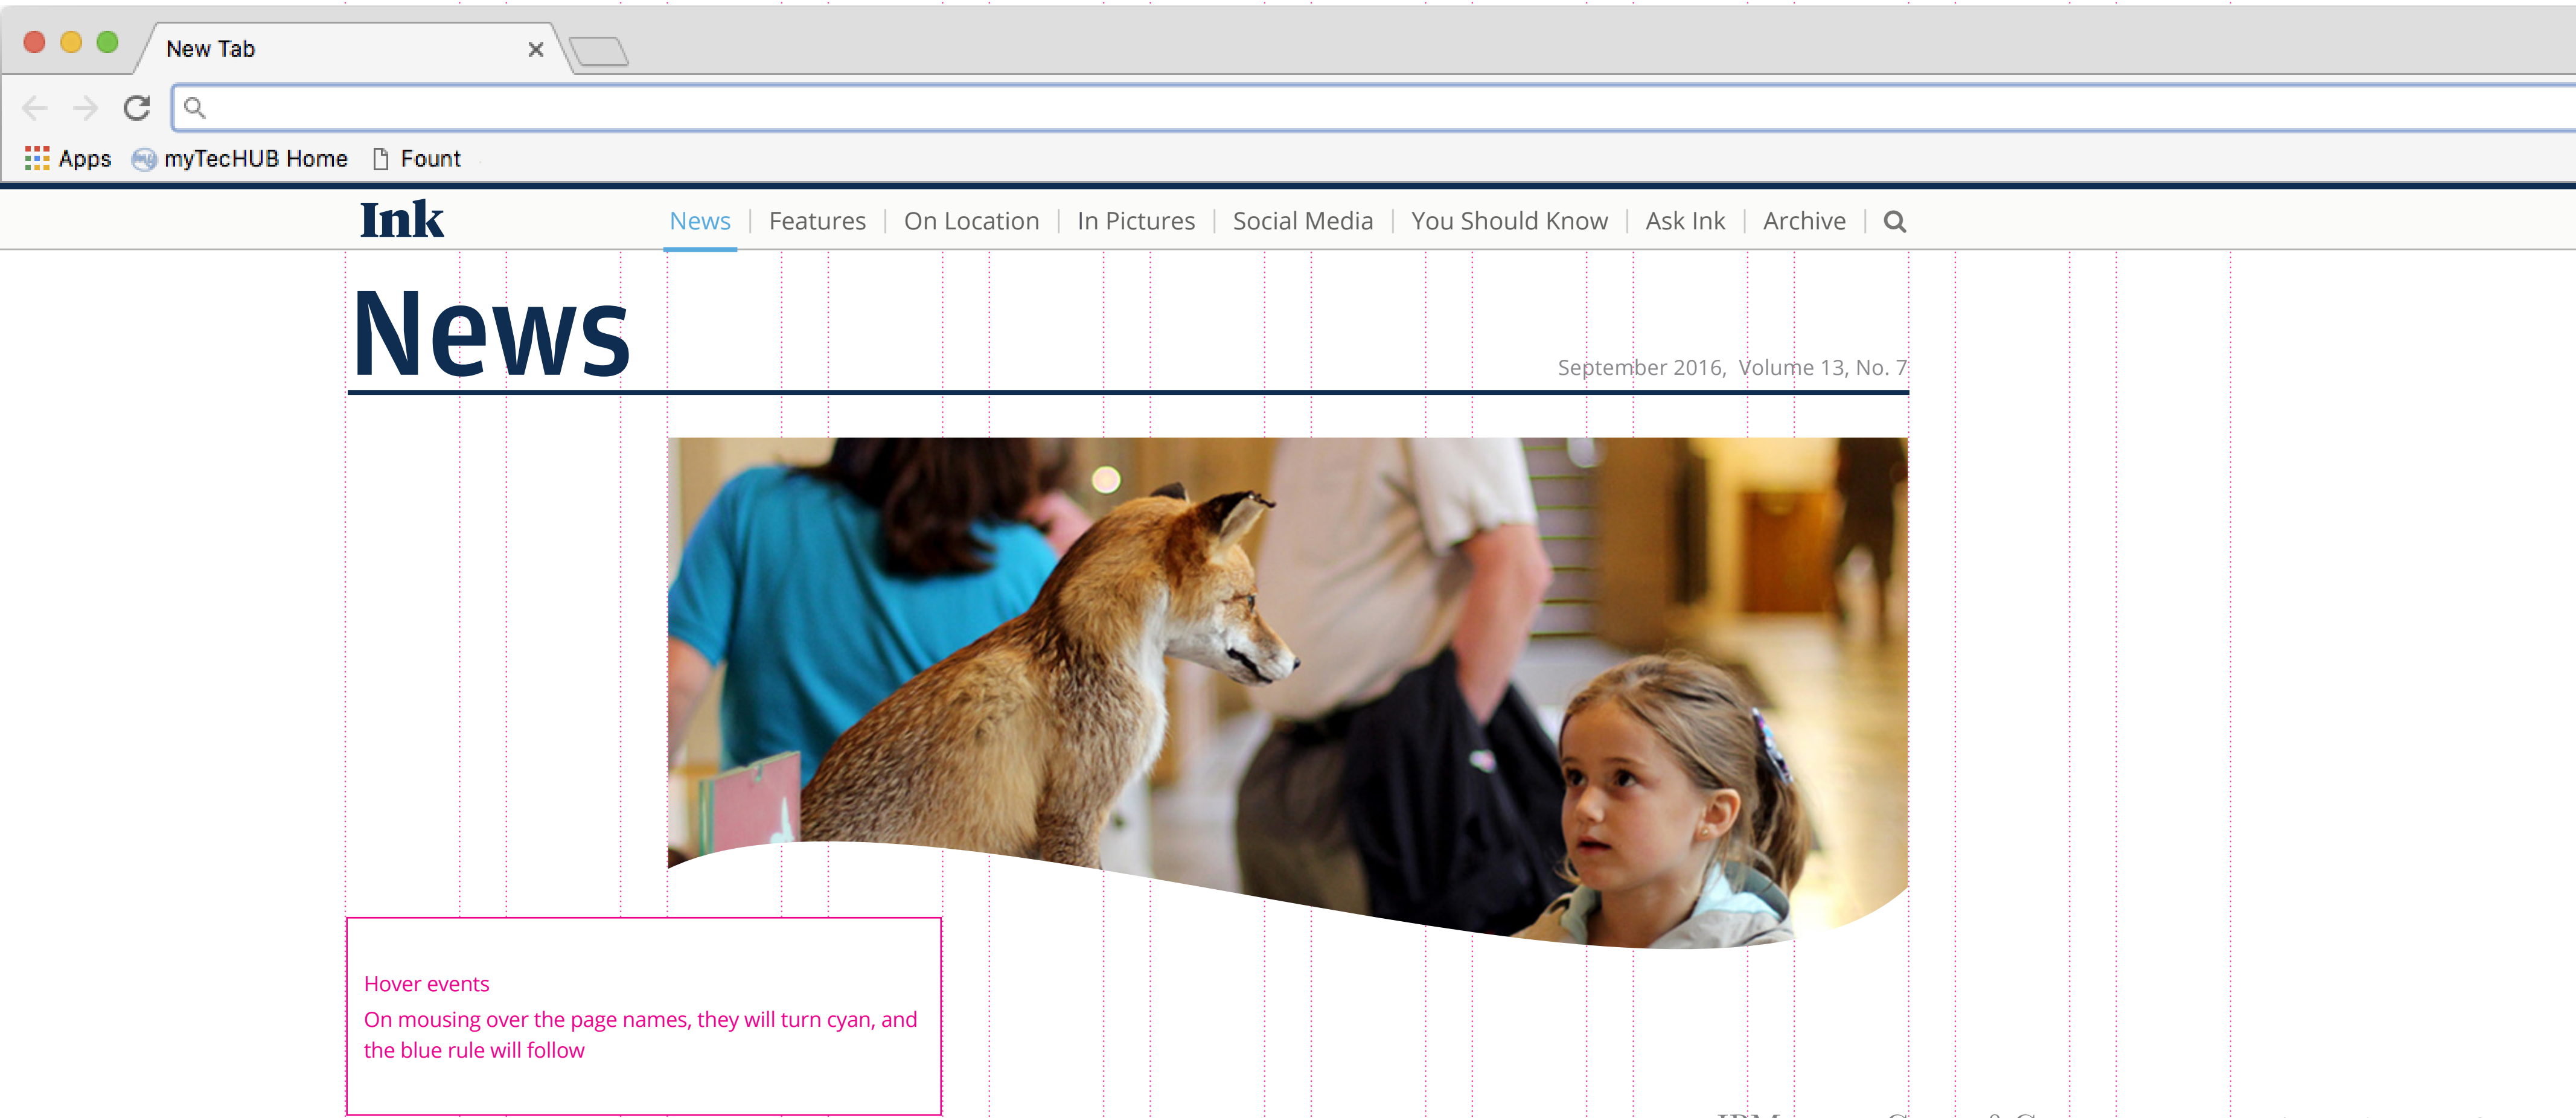 New Tab
Apps myTecHUB Home Fount
Ink
News Features On Location In Pictures Social Media You Should Know Ask Ink Archive
News
September 2016, Volume 13, No. 7
Hover events
On mousing over the page names, they will turn cyan, and
the blue rule will follow